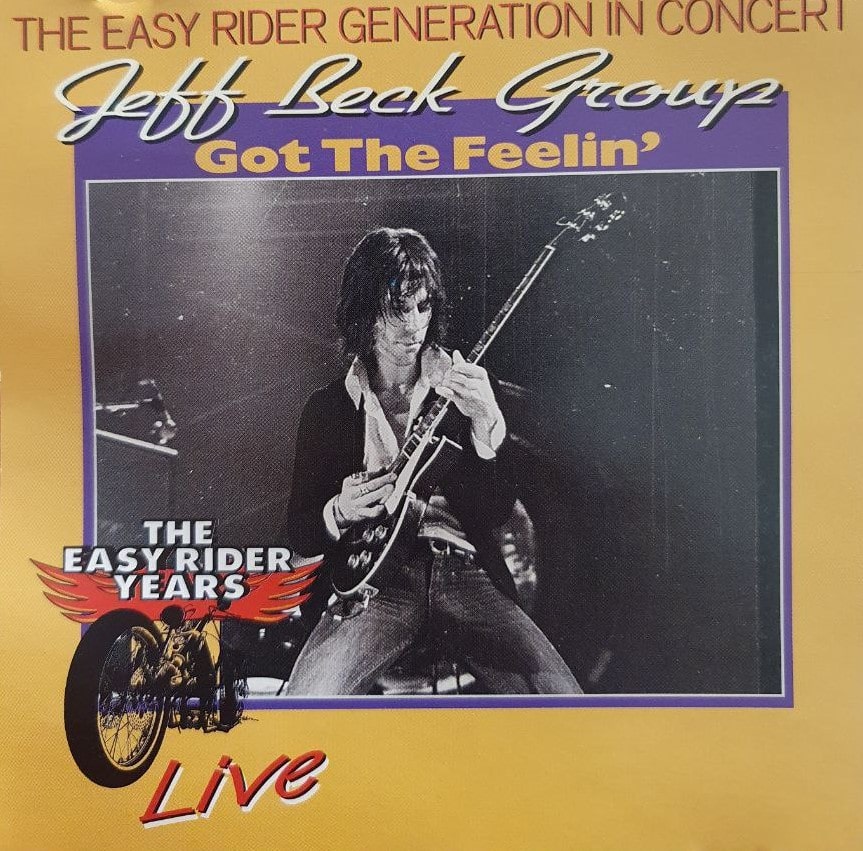 THE EASY RIDER GENERATION IN CONCERT
Jeff Beck Group
Got The Feelin'
THE
EASY RIDER
YEARS
Live